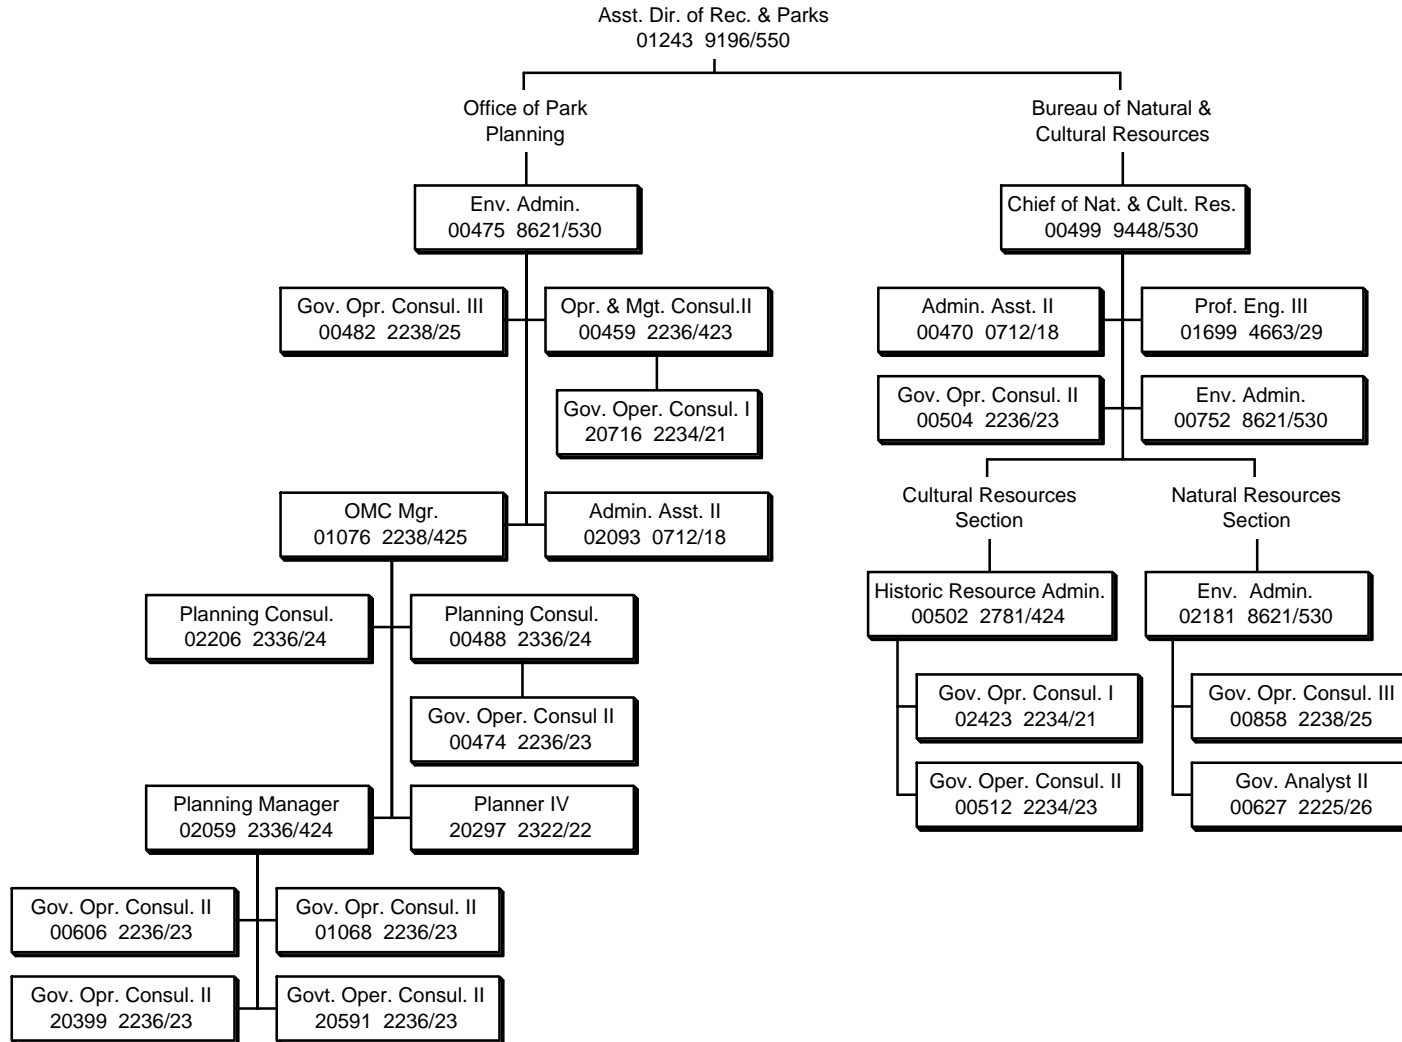 Asst. Dir. of Rec. & Parks
01243 9196/550
Office of Park
Planning
Bureau of Natural &
Cultural Resources
Env. Admin.
00475 8621/530
Chief of Nat. & Cult. Res.
00499 9448/530
Gov. Opr. Consul. III
00482 2238/25
Opr. & Mgt. Consul.II
00459 2236/423
Admin. Asst. II
00470 0712/18
Prof. Eng. III
01699 4663/29
Gov. Oper. Consul. I
20716 2234/21
Gov. Opr. Consul. II
00504 2236/23
Env. Admin.
00752 8621/530
OMC Mgr.
01076 2238/425
Admin. Asst. II
02093 0712/18
Cultural Resources
Section
Natural Resources
Section
Planning Consul.
02206 2336/24
Planning Consul.
00488 2336/24
Historic Resource Admin.
00502 2781/424
Env. Admin.
02181 8621/530
Gov. Oper. Consul II
00474 2236/23
Gov. Opr. Consul. I
02423 2234/21
Gov. Opr. Consul. III
00858 2238/25
Planning Manager
02059 2336/424
Planner IV
20297 2322/22
Gov. Oper. Consul. II
00512 2234/23
Gov. Analyst II
00627 2225/26
Gov. Opr. Consul. II
00606 2236/23
Gov. Opr. Consul. II
01068 2236/23
Gov. Opr. Consul. II
20399 2236/23
Govt. Oper. Consul. II
20591 2236/23